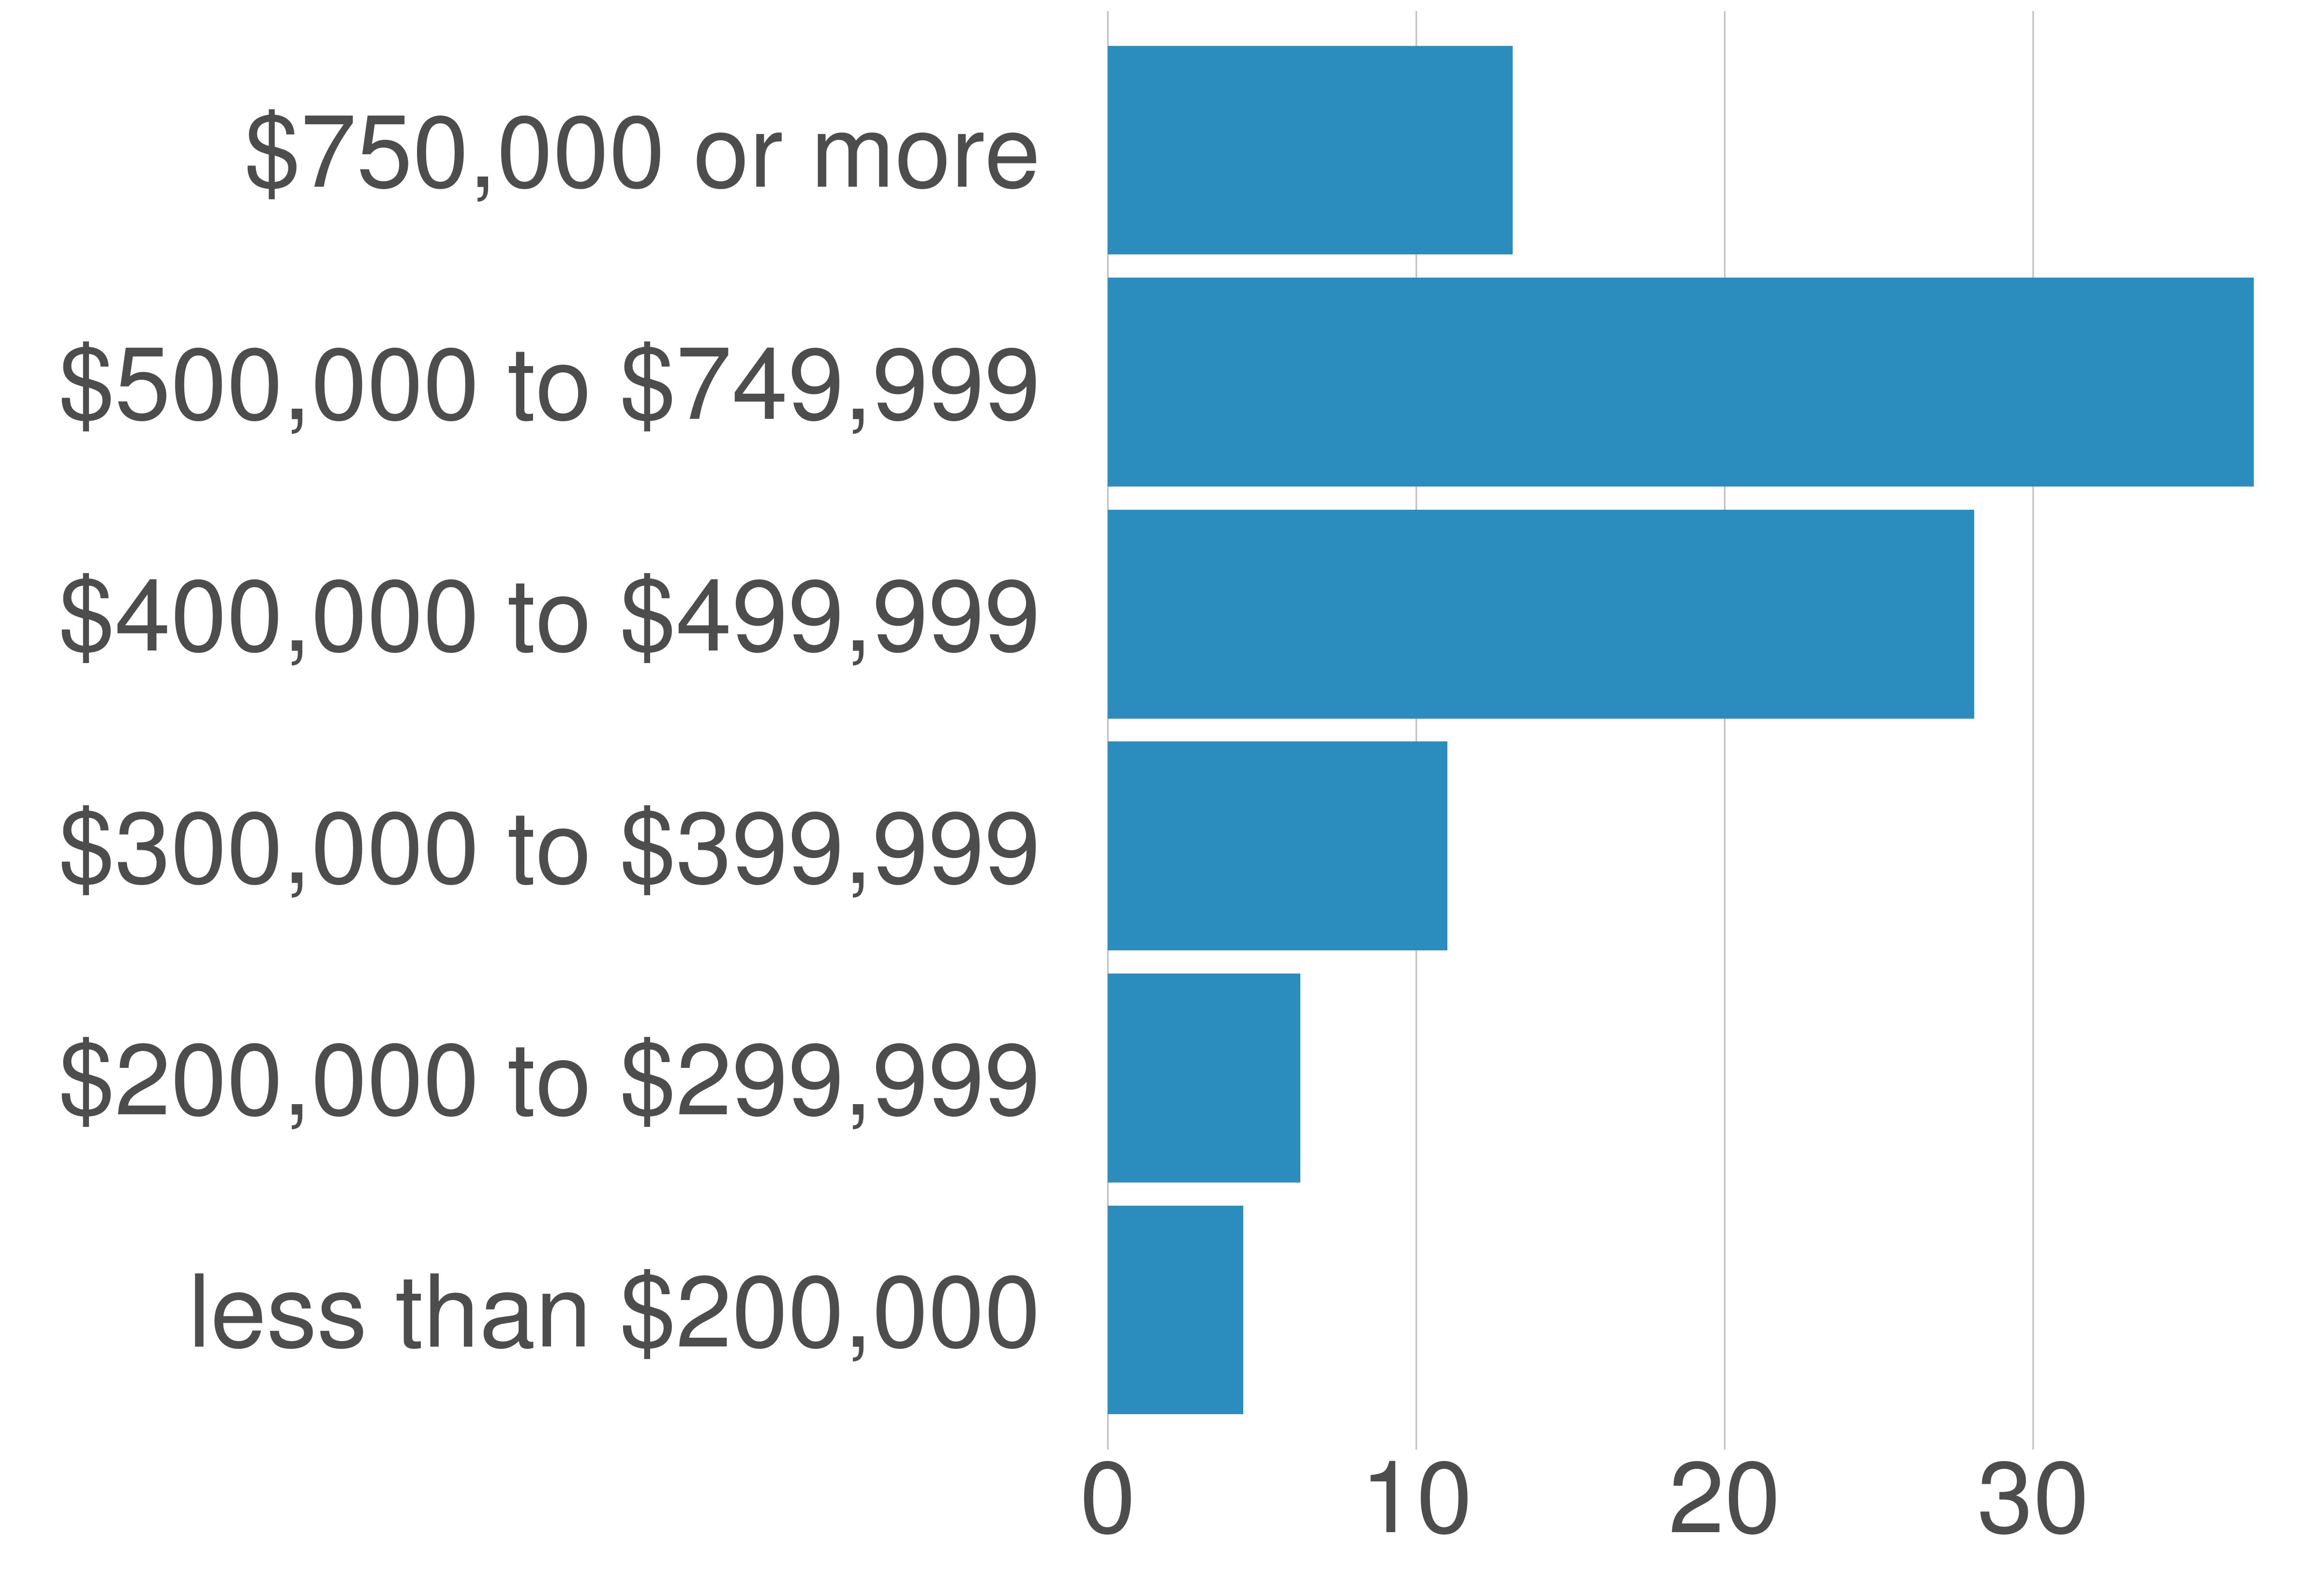 $750,000 or more
$500,000 to $749,999
$400,000 to $499,999
$300,000 to $399,999
$200,000 to $299,999
less than $200,000
0 10 20 30